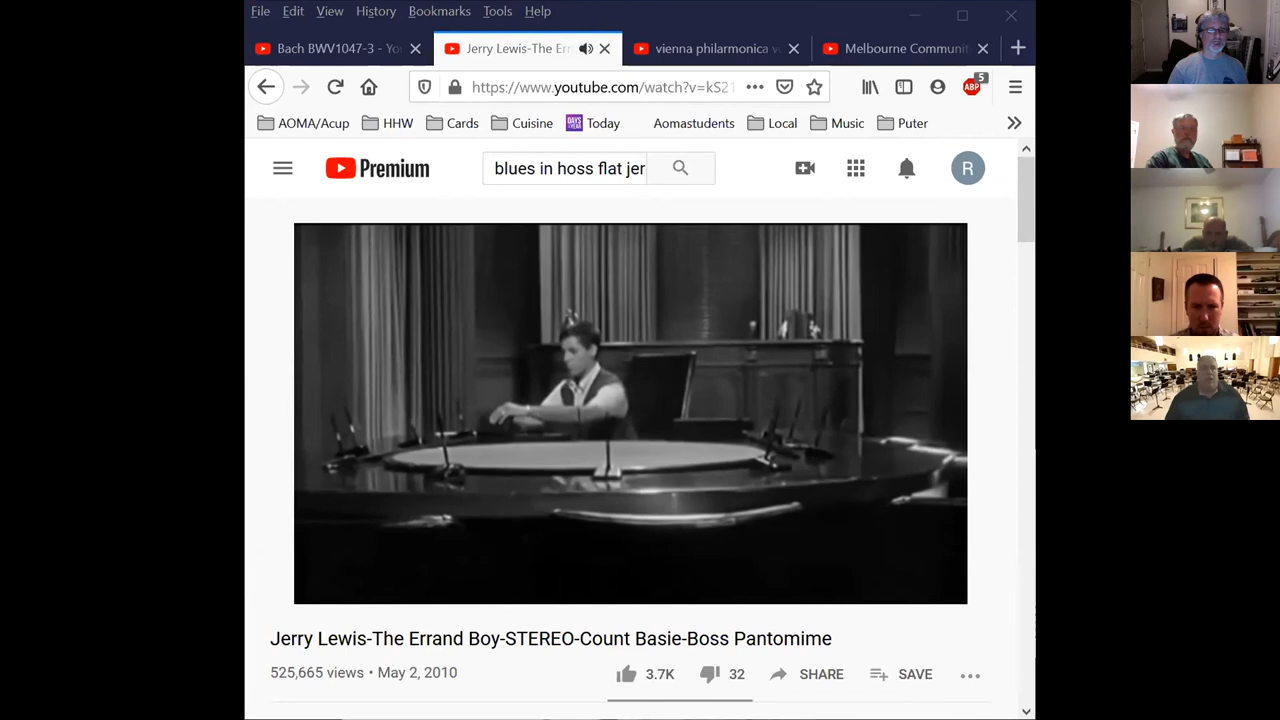 File Edit View History Bookmarks Tools Help
Bach BWV1047-3 - Yo
Jerry Lewis-The Err
vienna philarmonica v
Melbourne Communit
https://www.youtube.com/watch?v=kS21
5
AOMA/Acup HHW Cards Cuisine Today Aomastudents Local Music Puter
Premium
blues in hoss flat jer
R
Jerry Lewis-The Errand Boy-STEREO-Count Basie-Boss Pantomime
525,665 views • May 2, 2010
3.7K 32 SHARE SAVE